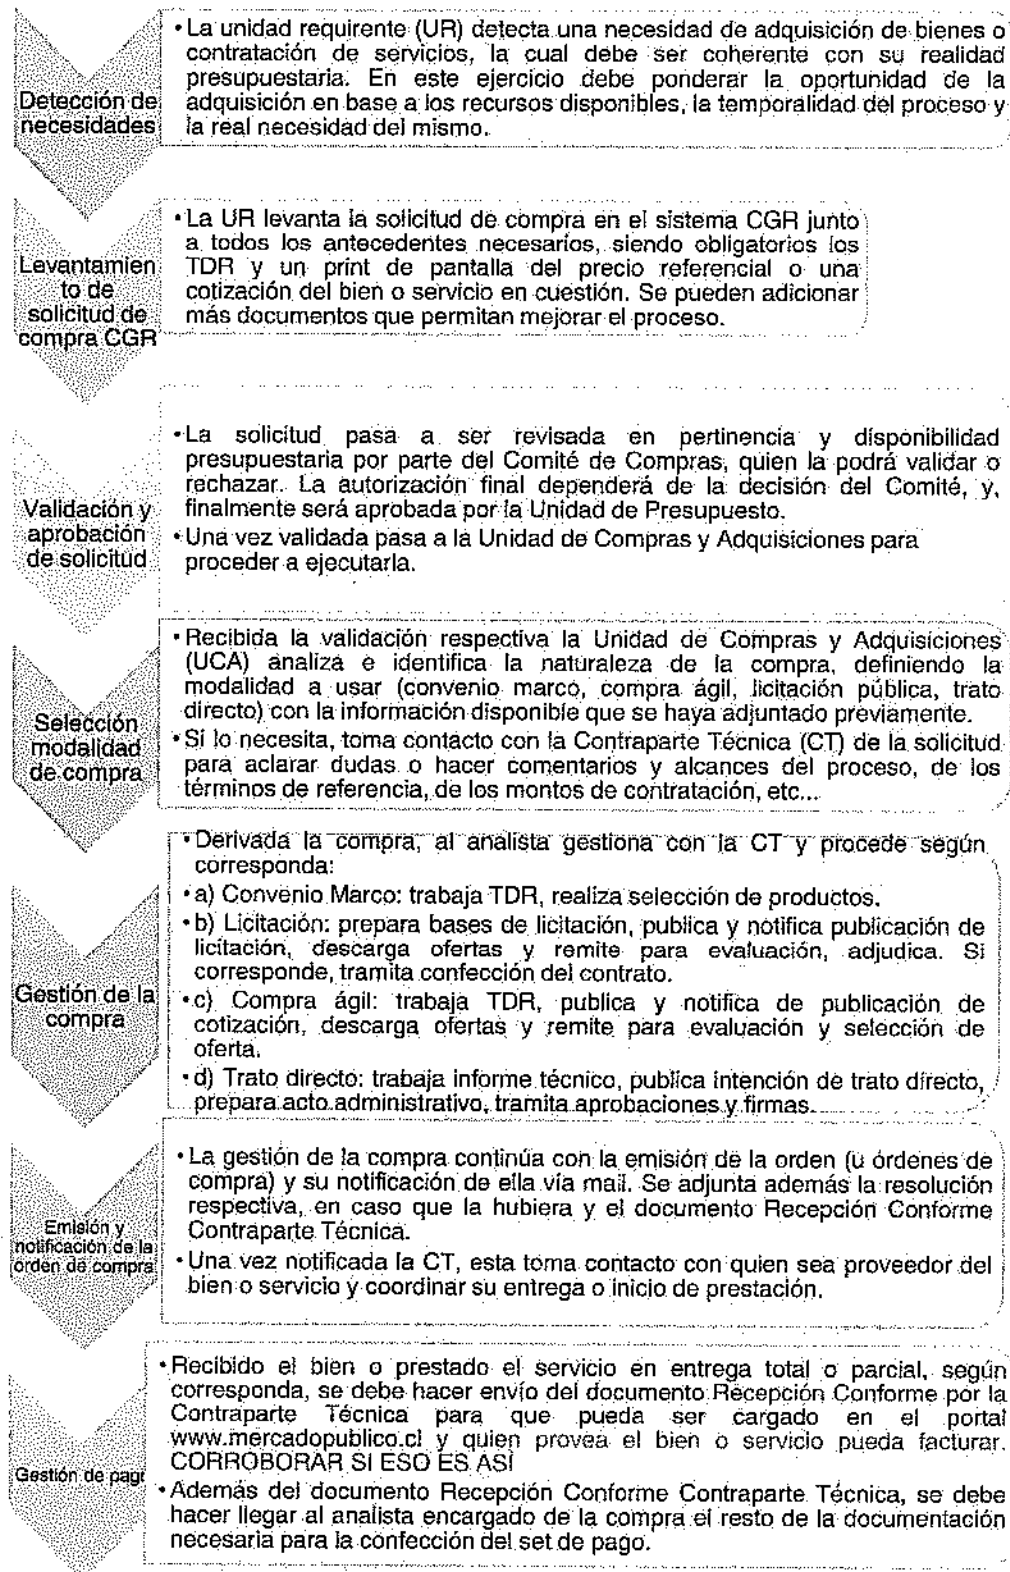 Detección de
necesidades
•La unidad requirente (UR) detecta una necesidad de adquisición de bienes o
contratación de servicios, la cual debe ser coherente con su realidad
presupuestaria. En este ejercicio debe ponderar la oportunidad de la
adquisición en base a los recursos disponibles, la temporalidad del proceso y
la real necesidad del mismo.
Levantamien
to de
solicitud de
compra CGR
•La UR levanta la solicitud de compra en el sistema CGR junto
a todos los antecedentes necesarios, siendo obligatorios los
TDR y un print de pantalla del precio referencial o una
cotización del bien o servicio en cuestión. Se pueden adicionar
más documentos que permitan mejorar el proceso.
Validación y
aprobación
de solicitud
•La solicitud pasa a ser revisada en pertinencia y disponibilidad
presupuestaria por parte del Comité de Compras, quien la podrá validar o
rechazar. La autorización final dependerá de la decisión del Comité, y,
finalmente será aprobada por la Unidad de Presupuesto.
•Una vez validada pasa a la Unidad de Compras y Adquisiciones para
proceder a ejecutarla.
Selección
modalidad
de compra
•Recibida la validación respectiva la Unidad de Compras y Adquisiciones
(UCA) analiza e identifica la naturaleza de la compra, definiendo la
modalidad a usar (convenio marco, compra ágil, licitación pública, trato
directo) con la información disponible que se haya adjuntado previamente.
•Si lo necesita, toma contacto con la Contraparte Técnica (CT) de la solicitud
para aclarar dudas o hacer comentarios y alcances del proceso, de los
términos de referencia, de los montos de contratación, etc...
Gestión de la
compra
•Derivada la compra, al analista gestiona con la CT y procede según
corresponda:
•a) Convenio Marco: trabaja TDR, realiza selección de productos.
•b) Licitación: prepara bases de licitación, publica y notifica publicación de
licitación, descarga ofertas y remite para evaluación, adjudica. Si
corresponde, tramita confección del contrato.
•c) Compra ágil: trabaja TDR, publica y notifica de publicación de
cotización, descarga ofertas y remite para evaluación y selección de
oferta.
•d) Trato directo: trabaja informe técnico, publica intención de trato directo,
prepara acto administrativo, tramita aprobaciones y firmas.
Emisión y
notificación de la
orden de compra
•La gestión de la compra continúa con la emisión de la orden (u órdenes de
compra) y su notificación de ella vía mail. Se adjunta además la resolución
respectiva, en caso que la hubiera y el documento Recepción Conforme
Contraparte Técnica.
•Una vez notificada la CT, esta toma contacto con quien sea proveedor del
bien o servicio y coordinar su entrega o inicio de prestación.
Gestión de pago
•Recibido el bien o prestado el servicio en entrega total o parcial, según
corresponda, se debe hacer envío del documento Recepción Conforme por la
Contraparte Técnica para que pueda ser cargado en el portal
www.mercadopublico.cl y quien provea el bien o servicio pueda facturar.
CORROBORAR SI ESO ES ASÍ
•Además del documento Recepción Conforme Contraparte Técnica, se debe
hacer llegar al analista encargado de la compra el resto de la documentación
necesaria para la confección del set de pago.